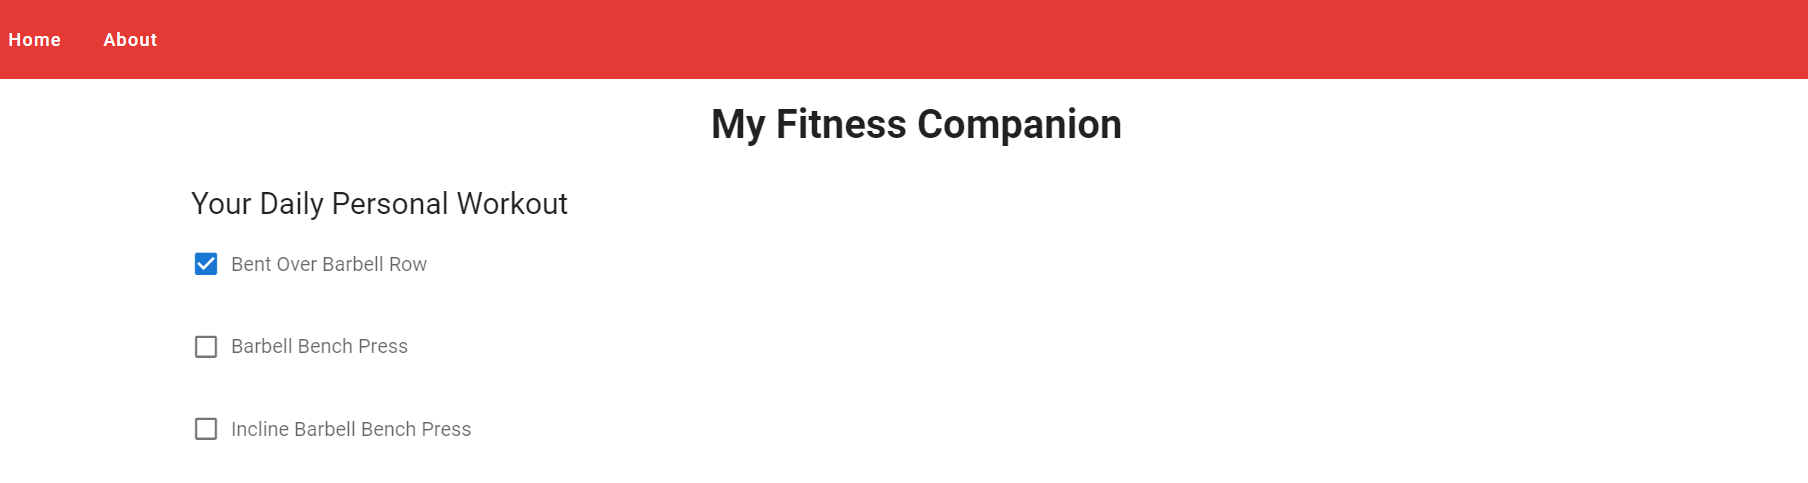 Home About
My Fitness Companion
Your Daily Personal Workout
Bent Over Barbell Row
Barbell Bench Press
Incline Barbell Bench Press